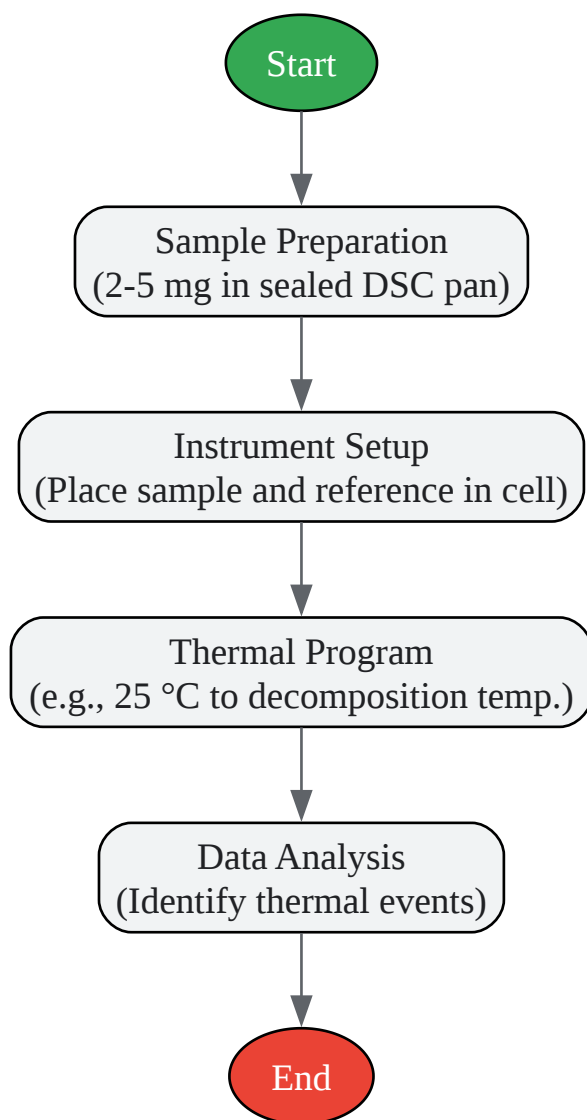 Start
Sample Preparation
(2-5 mg in sealed DSC pan)
Instrument Setup
(Place sample and reference in cell)
Thermal Program
(e.g., 25 °C to decomposition temp.)
Data Analysis
(Identify thermal events)
End